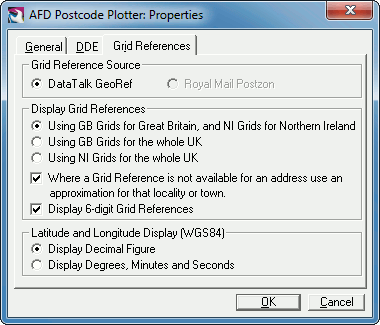 AFD Postcode Plotter: Properties
General
DDE
Grid References
Grid Reference Source
DataTalk GeoRef
Royal Mail Postzon
Display Grid References
Using GB Grids for Great Britain, and NI Grids for Northern Ireland
Using GB Grids for the whole UK
Using NI Grids for the whole UK
Where a Grid Reference is not available for an address use an
approximation for that locality or town.
Display 6-digit Grid References
Latitude and Longitude Display (WGS84)
Display Decimal Figure
Display Degrees, Minutes and Seconds
OK
Cancel